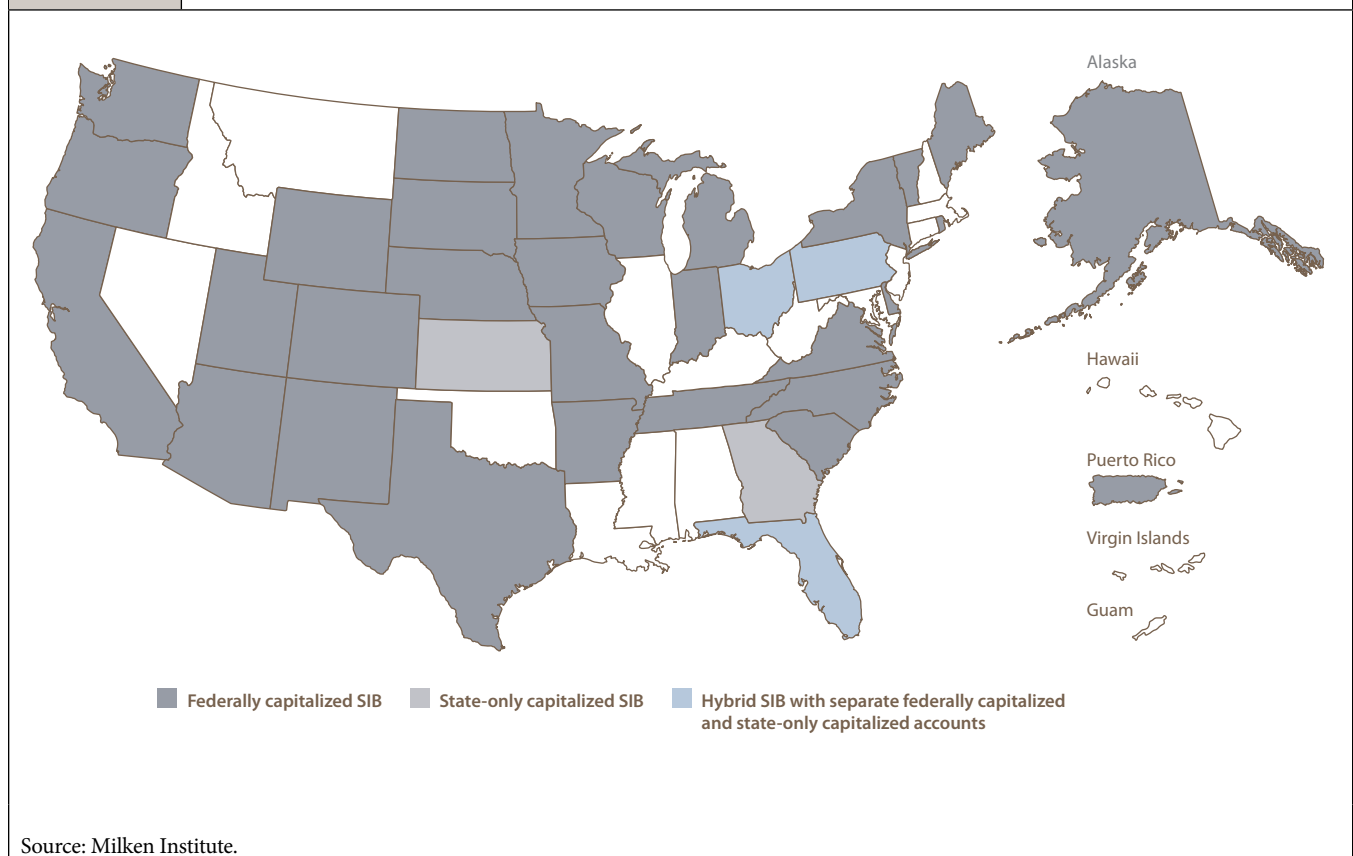 Alaska
Hawaii
Puerto Rico
Virgin Islands
Guam
Federally capitalized SIB
State-only capitalized SIB
Hybrid SIB with separate federally capitalized
and state-only capitalized accounts
Source: Milken Institute.